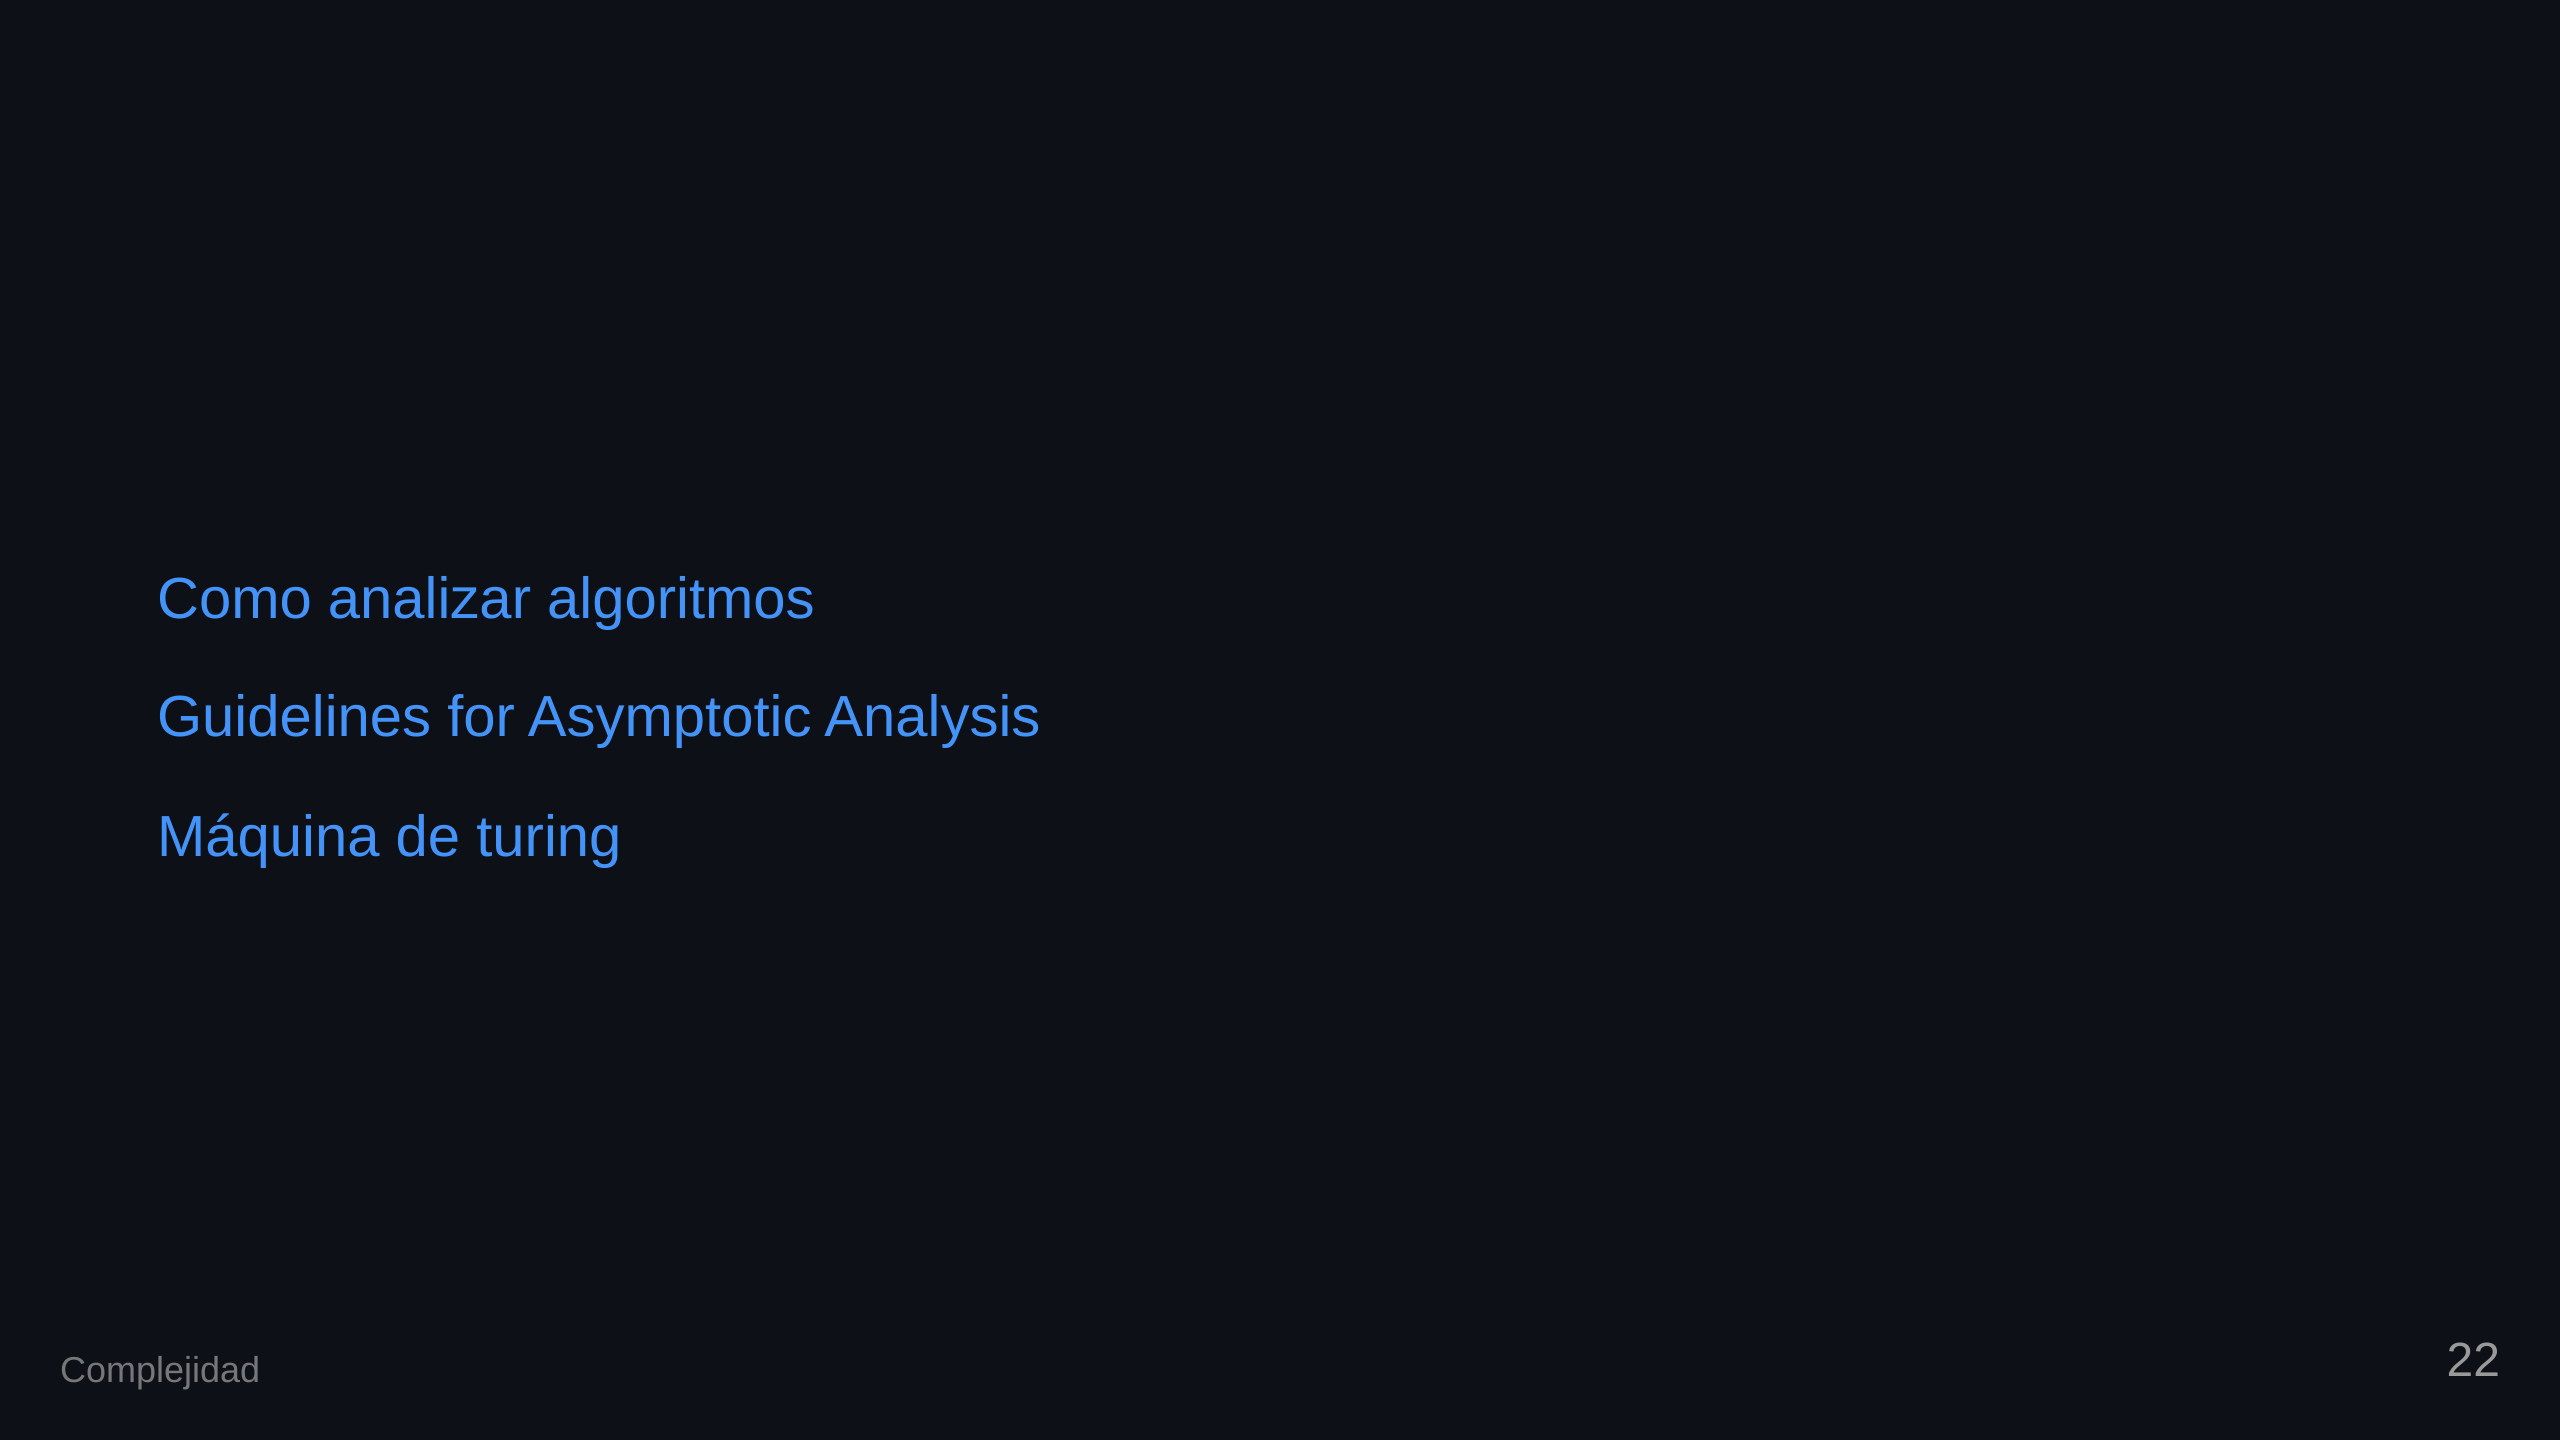 Como analizar algoritmos
Guidelines for Asymptotic Analysis
Máquina de turing
Complejidad
22